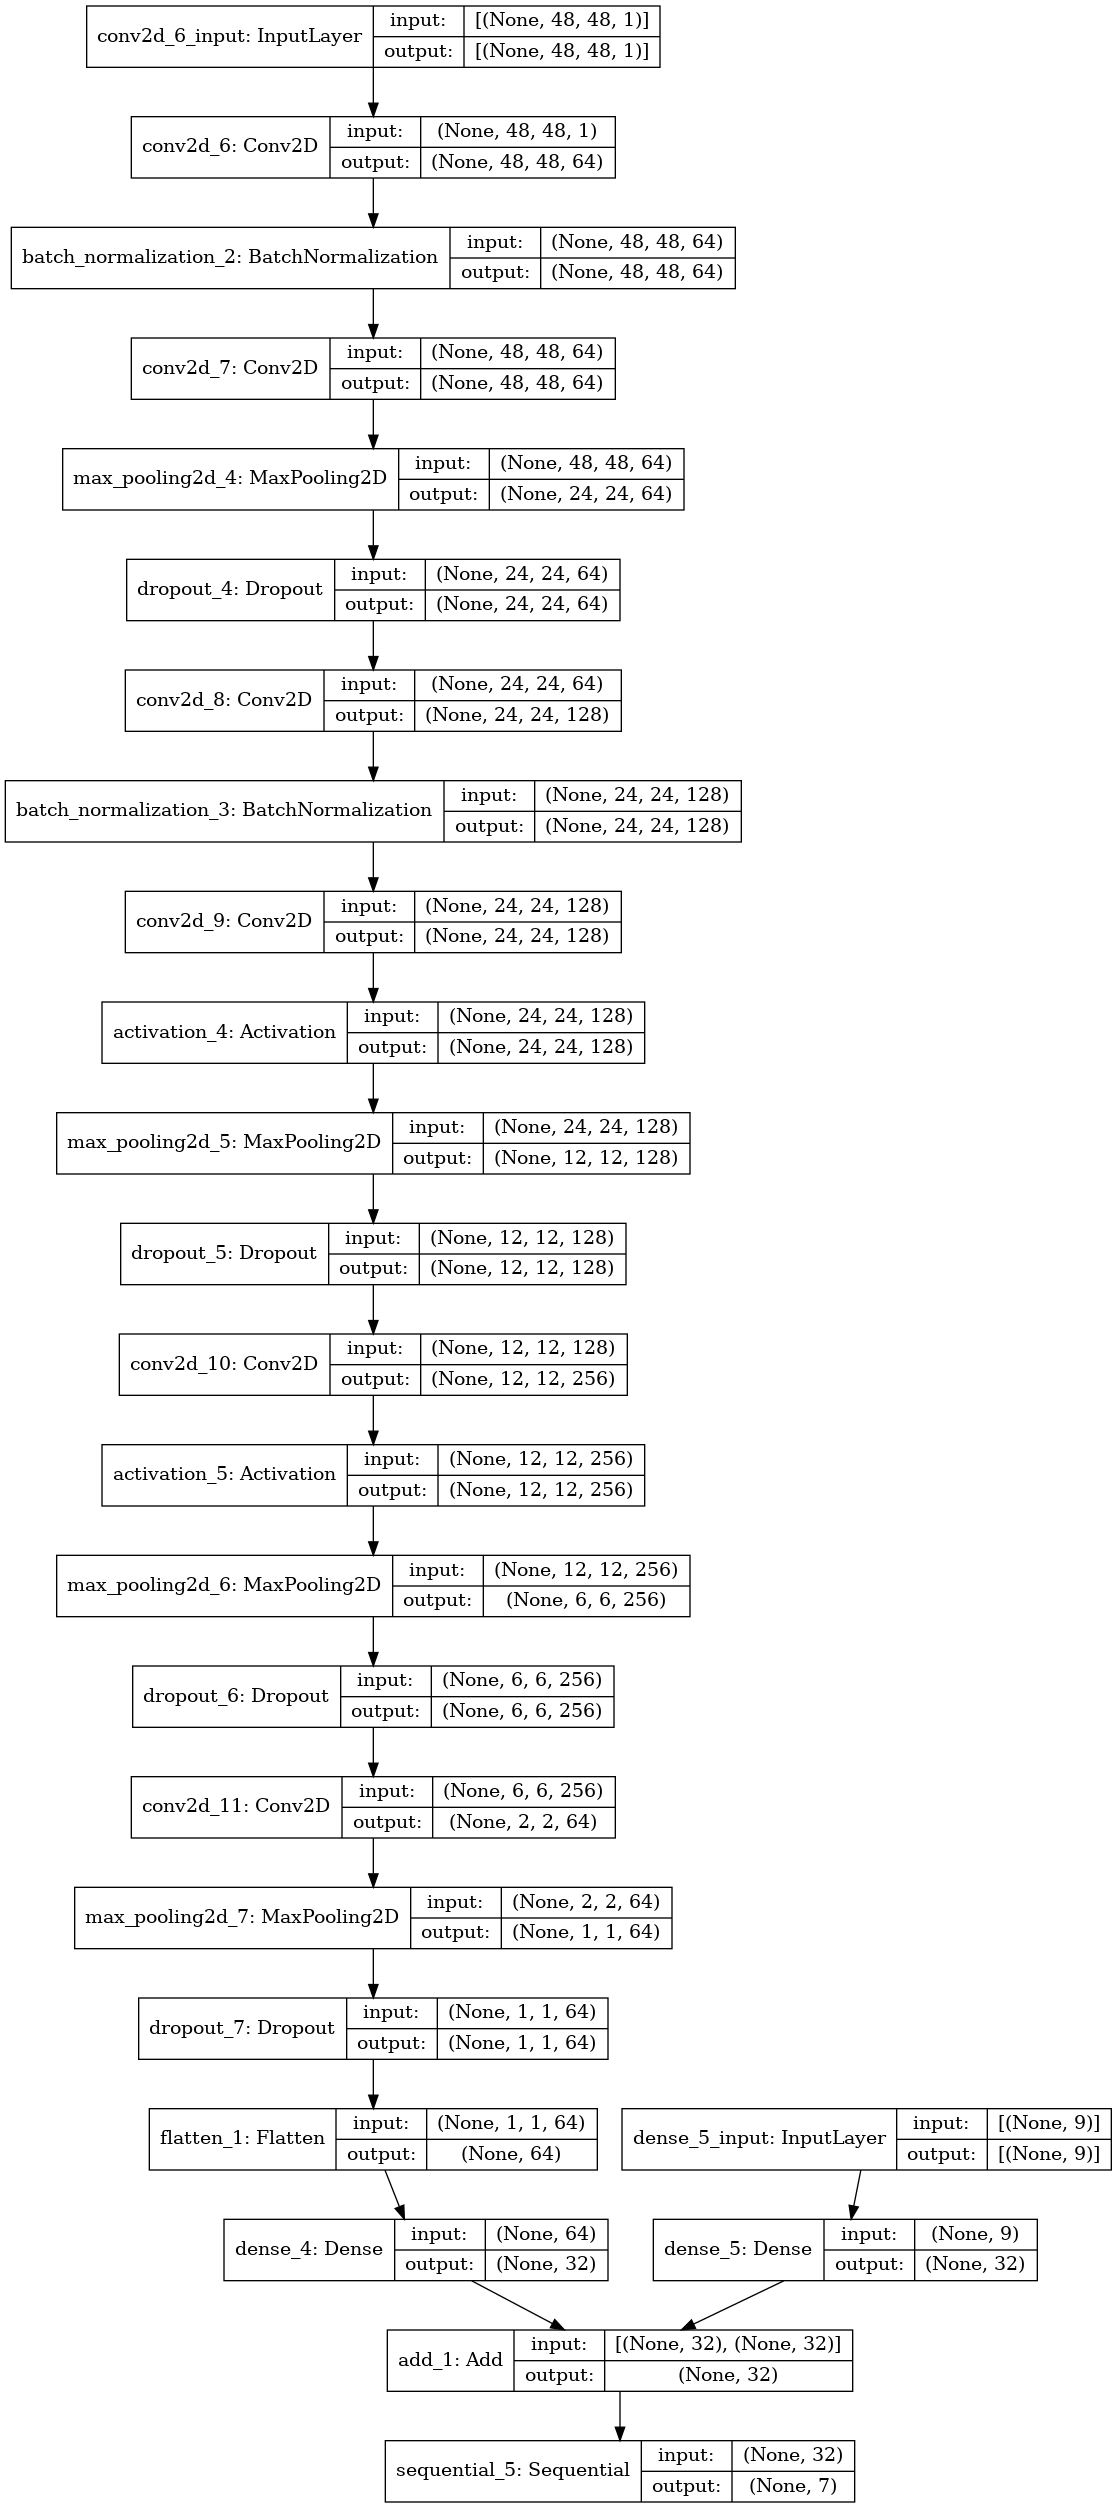 conv2d_6_input: InputLayer input: [(None, 48, 48, 1)]
output: [(None, 48, 48, 1)]
conv2d_6: Conv2D input: (None, 48, 48, 1)
output: (None, 48, 48, 64)
batch_normalization_2: BatchNormalization input: (None, 48, 48, 64)
output: (None, 48, 48, 64)
conv2d_7: Conv2D input: (None, 48, 48, 64)
output: (None, 48, 48, 64)
max_pooling2d_4: MaxPooling2D input: (None, 48, 48, 64)
output: (None, 24, 24, 64)
dropout_4: Dropout input: (None, 24, 24, 64)
output: (None, 24, 24, 64)
conv2d_8: Conv2D input: (None, 24, 24, 64)
output: (None, 24, 24, 128)
batch_normalization_3: BatchNormalization input: (None, 24, 24, 128)
output: (None, 24, 24, 128)
conv2d_9: Conv2D input: (None, 24, 24, 128)
output: (None, 24, 24, 128)
activation_4: Activation input: (None, 24, 24, 128)
output: (None, 24, 24, 128)
max_pooling2d_5: MaxPooling2D input: (None, 24, 24, 128)
output: (None, 12, 12, 128)
dropout_5: Dropout input: (None, 12, 12, 128)
output: (None, 12, 12, 128)
conv2d_10: Conv2D input: (None, 12, 12, 128)
output: (None, 12, 12, 256)
activation_5: Activation input: (None, 12, 12, 256)
output: (None, 12, 12, 256)
max_pooling2d_6: MaxPooling2D input: (None, 12, 12, 256)
output: (None, 6, 6, 256)
dropout_6: Dropout input: (None, 6, 6, 256)
output: (None, 6, 6, 256)
conv2d_11: Conv2D input: (None, 6, 6, 256)
output: (None, 2, 2, 64)
max_pooling2d_7: MaxPooling2D input: (None, 2, 2, 64)
output: (None, 1, 1, 64)
dropout_7: Dropout input: (None, 1, 1, 64)
output: (None, 1, 1, 64)
flatten_1: Flatten input: (None, 1, 1, 64)
output: (None, 64)
dense_5_input: InputLayer input: [(None, 9)]
output: [(None, 9)]
dense_4: Dense input: (None, 64)
output: (None, 32)
dense_5: Dense input: (None, 9)
output: (None, 32)
add_1: Add input: [(None, 32), (None, 32)]
output: (None, 32)
sequential_5: Sequential input: (None, 32)
output: (None, 7)